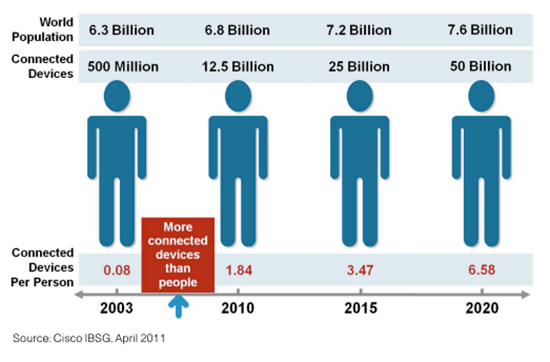 World Population 6.3 Billion 6.8 Billion 7.2 Billion 7.6 Billion
Connected Devices 500 Million 12.5 Billion 25 Billion 50 Billion
More
connected
devices
than
people
Connected Devices Per Person 0.08 1.84 3.47 6.58
2003 2010 2015 2020
Source: Cisco IBSG, April 2011